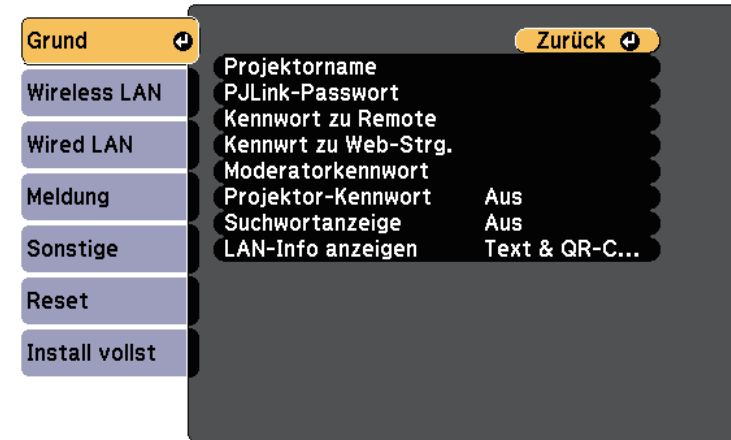 Grund
Wireless LAN
Wired LAN
Meldung
Sonstige
Reset
Install vollst
Zurück
Projektorname
PJLink-Passwort
Kennwort zu Remote
Kennwrt zu Web-Strg.
Moderatorkennwort
Projektor-Kennwort Aus
Suchwortanzeige Aus
LAN-Info anzeigen Text & QR-C...